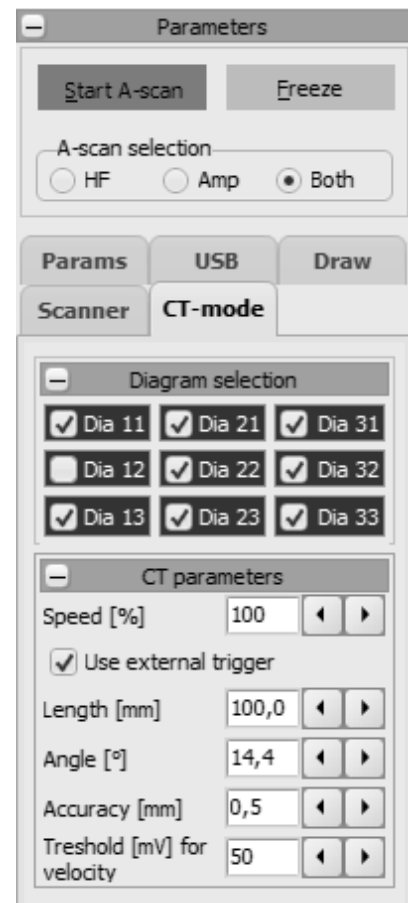 Parameters
Start A-scan Freeze
A-scan selection
HF Amp Both
Params USB Draw
Scanner CT-mode
Diagram selection
Dia 11 Dia 21 Dia 31
Dia 12 Dia 22 Dia 32
Dia 13 Dia 23 Dia 33
CT parameters
Speed [%] 100
Use external trigger
Length [mm] 100,0
Angle [º] 14,4
Accuracy [mm] 0,5
Treshold [mV] for
velocity 50